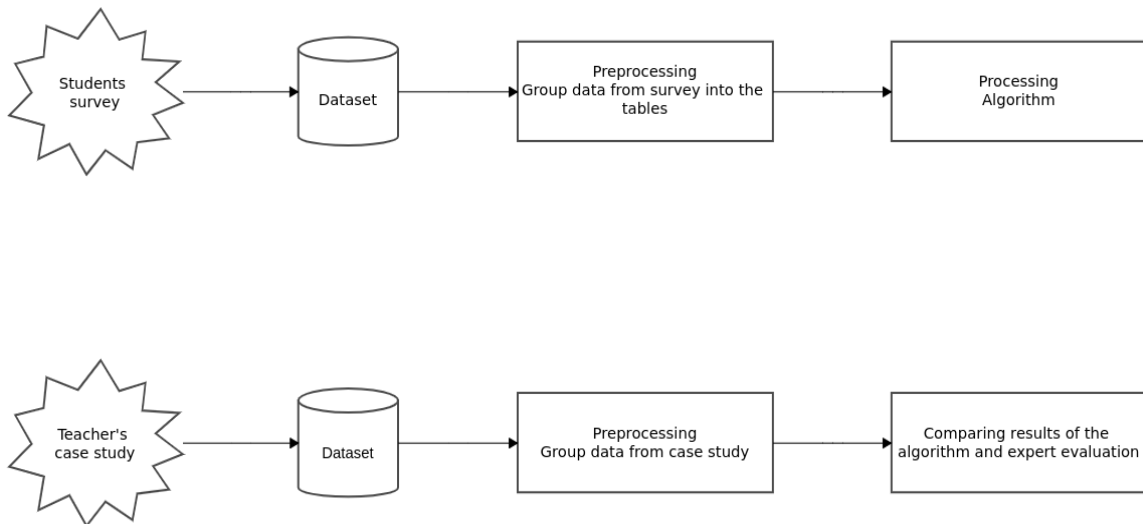 Students
survey
Dataset
Preprocessing
Group data from survey into the
tables
Processing
Algorithm
Teacher's
case study
Dataset
Preprocessing
Group data from case study
Comparing results of the
algorithm and expert evaluation